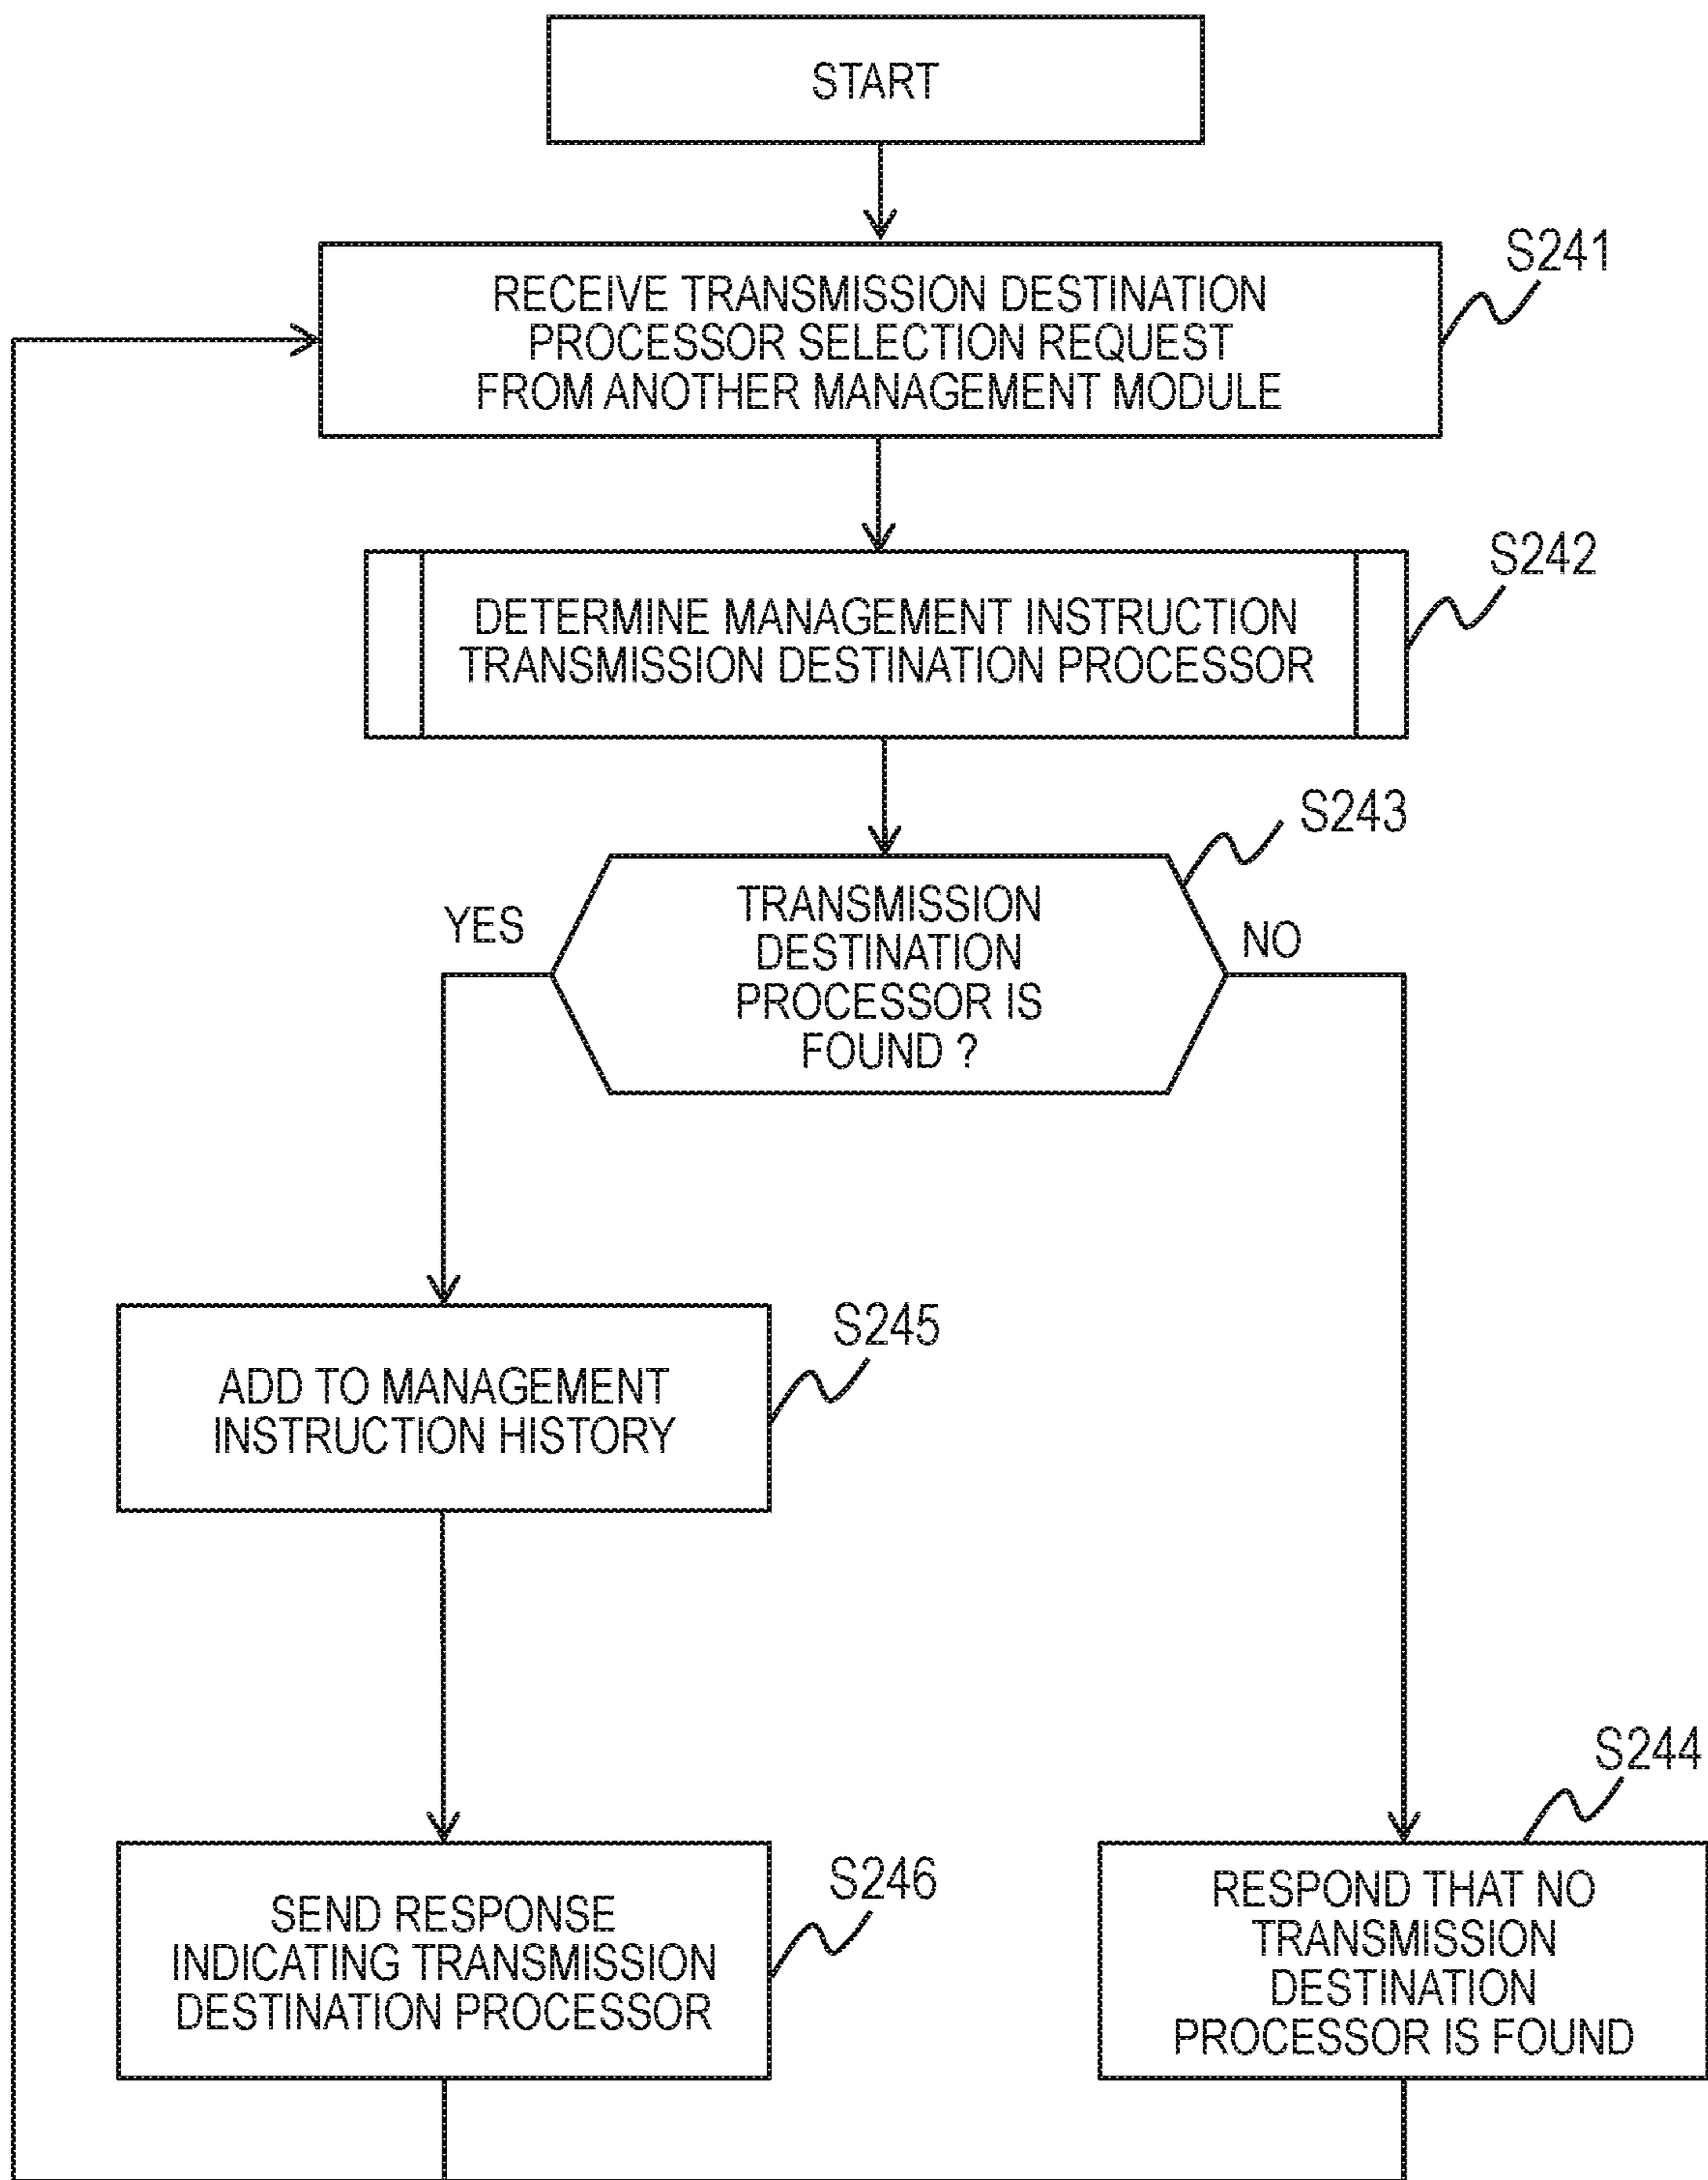 START
S241
RECEIVE TRANSMISSION DESTINATION
PROCESSOR SELECTION REQUEST
FROM ANOTHER MANAGEMENT MODULE
S242
DETERMINE MANAGEMENT INSTRUCTION
TRANSMISSION DESTINATION PROCESSOR
S243
YES
TRANSMISSION
DESTINATION
PROCESSOR IS
FOUND ?
NO
S245
ADD TO MANAGEMENT
INSTRUCTION HISTORY
S244
S246
SEND RESPONSE
INDICATING TRANSMISSION
DESTINATION PROCESSOR
RESPOND THAT NO
TRANSMISSION
DESTINATION
PROCESSOR IS FOUND